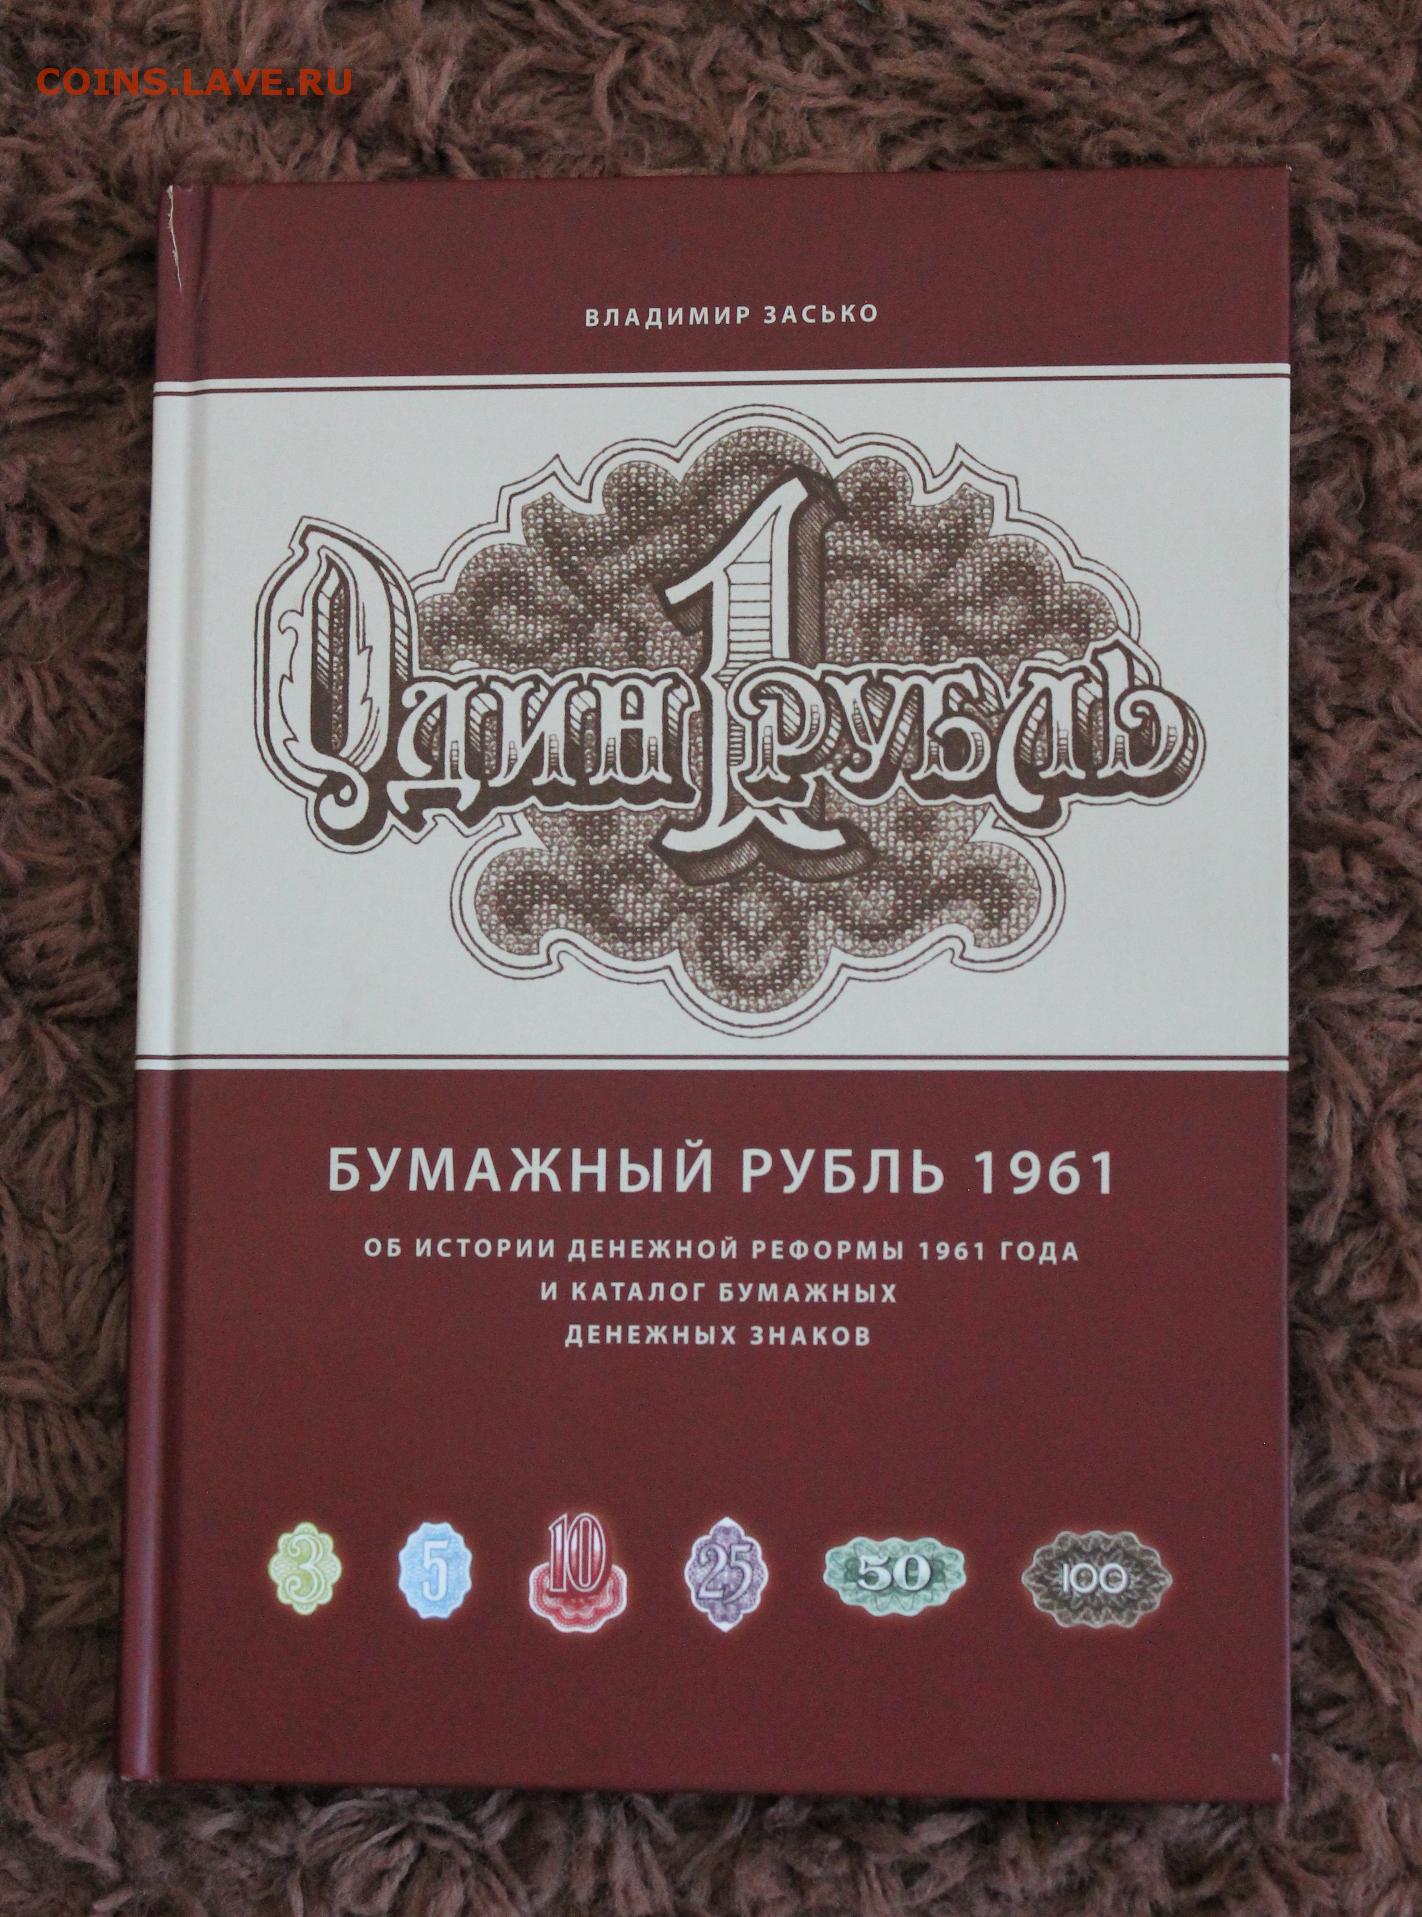 COINS.LAVE.RU
ВЛАДИМИР ЗАСЬКО
1
Один рубль
БУМАЖНЫЙ РУБЛЬ 1961
ОБ ИСТОРИИ ДЕНЕЖНОЙ РЕФОРМЫ 1961 ГОДА
И КАТАЛОГ БУМАЖНЫХ
ДЕНЕЖНЫХ ЗНАКОВ
3 5 10 25 50 100